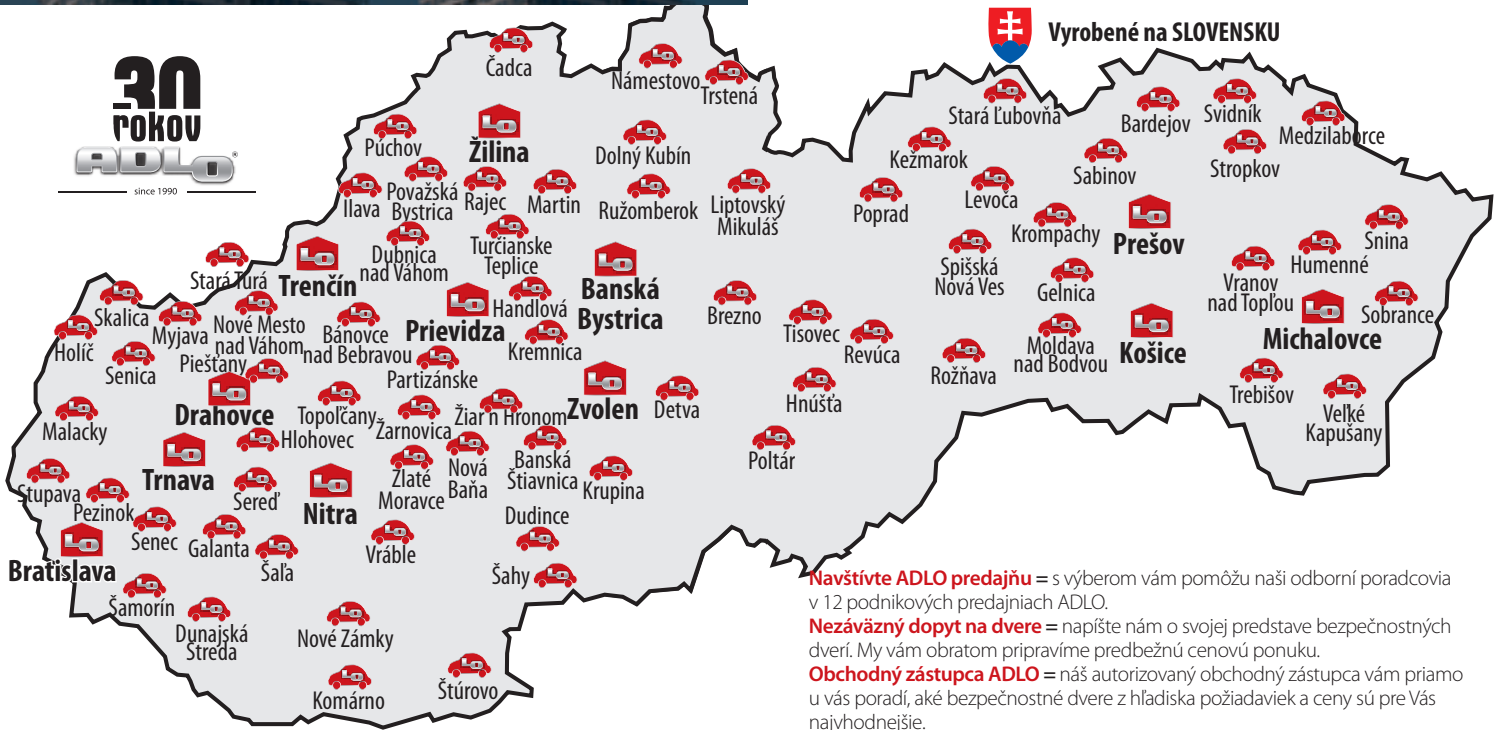 30
rokov
ADLO®
since 1990
Vyrobené na SLOVENSKU
Čadca
Námestovo
Trstená
Stará Ľubovňa
Bardejov
Svidník
Medzilaborce
Púchov
Žilina
Dolný Kubín
Kežmarok
Sabinov
Stropkov
Ilava
Považská
Bystrica
Rajec
Martin
Ružomberok
Liptovský
Mikuláš
Poprad
Levoča
Krompachy
Prešov
Snina
Stará Turá
Trenčín
Dubnica
nad Váhom
Turčianske
Teplice
Banská
Bystrica
Spišská
Nová Ves
Gelnica
Humenné
Vranov
nad Topľou
Sobrance
Skalica
Holíč
Myjava
Senica
Nové Mesto
nad Váhom
Bánovce
nad Bebravou
Prievidza
Handlová
Kremnica
Brezno
Tisovec
Revúca
Rožňava
Moldava
nad Bodvou
Košice
Michalovce
Piešťany
Drahovce
Partizánske
Topoľčany
Žarnovica
Žiar n Hronom
Zvolen
Detva
Hnúšťa
Trebišov
Veľké
Kapušany
Malacky
Hlohovec
Trnava
Stupava
Pezinok
Sereď
Nitra
Zlaté
Moravce
Nová
Baňa
Banská
Štiavnica
Krupina
Poltár
Bratislava
Senec
Galanta
Šaľa
Vráble
Dudince
Šahy
Šamorín
Dunajská
Streda
Nové Zámky
Komárno
Štúrovo
Navštívte ADLO predajňu = s výberom vám pomôžu naši odborní poradcovia
v 12 podnikových predajniach ADLO.
Nezáväzný dopyt na dvere = napíšte nám o svojej predstave bezpečnostných
dverí. My vám obratom pripravíme predbežnú cenovú ponuku.
Obchodný zástupca ADLO = náš autorizovaný obchodný zástupca vám priamo
u vás poradí, aké bezpečnostné dvere z hľadiska požiadaviek a ceny sú pre Vás
najvhodnejšie.